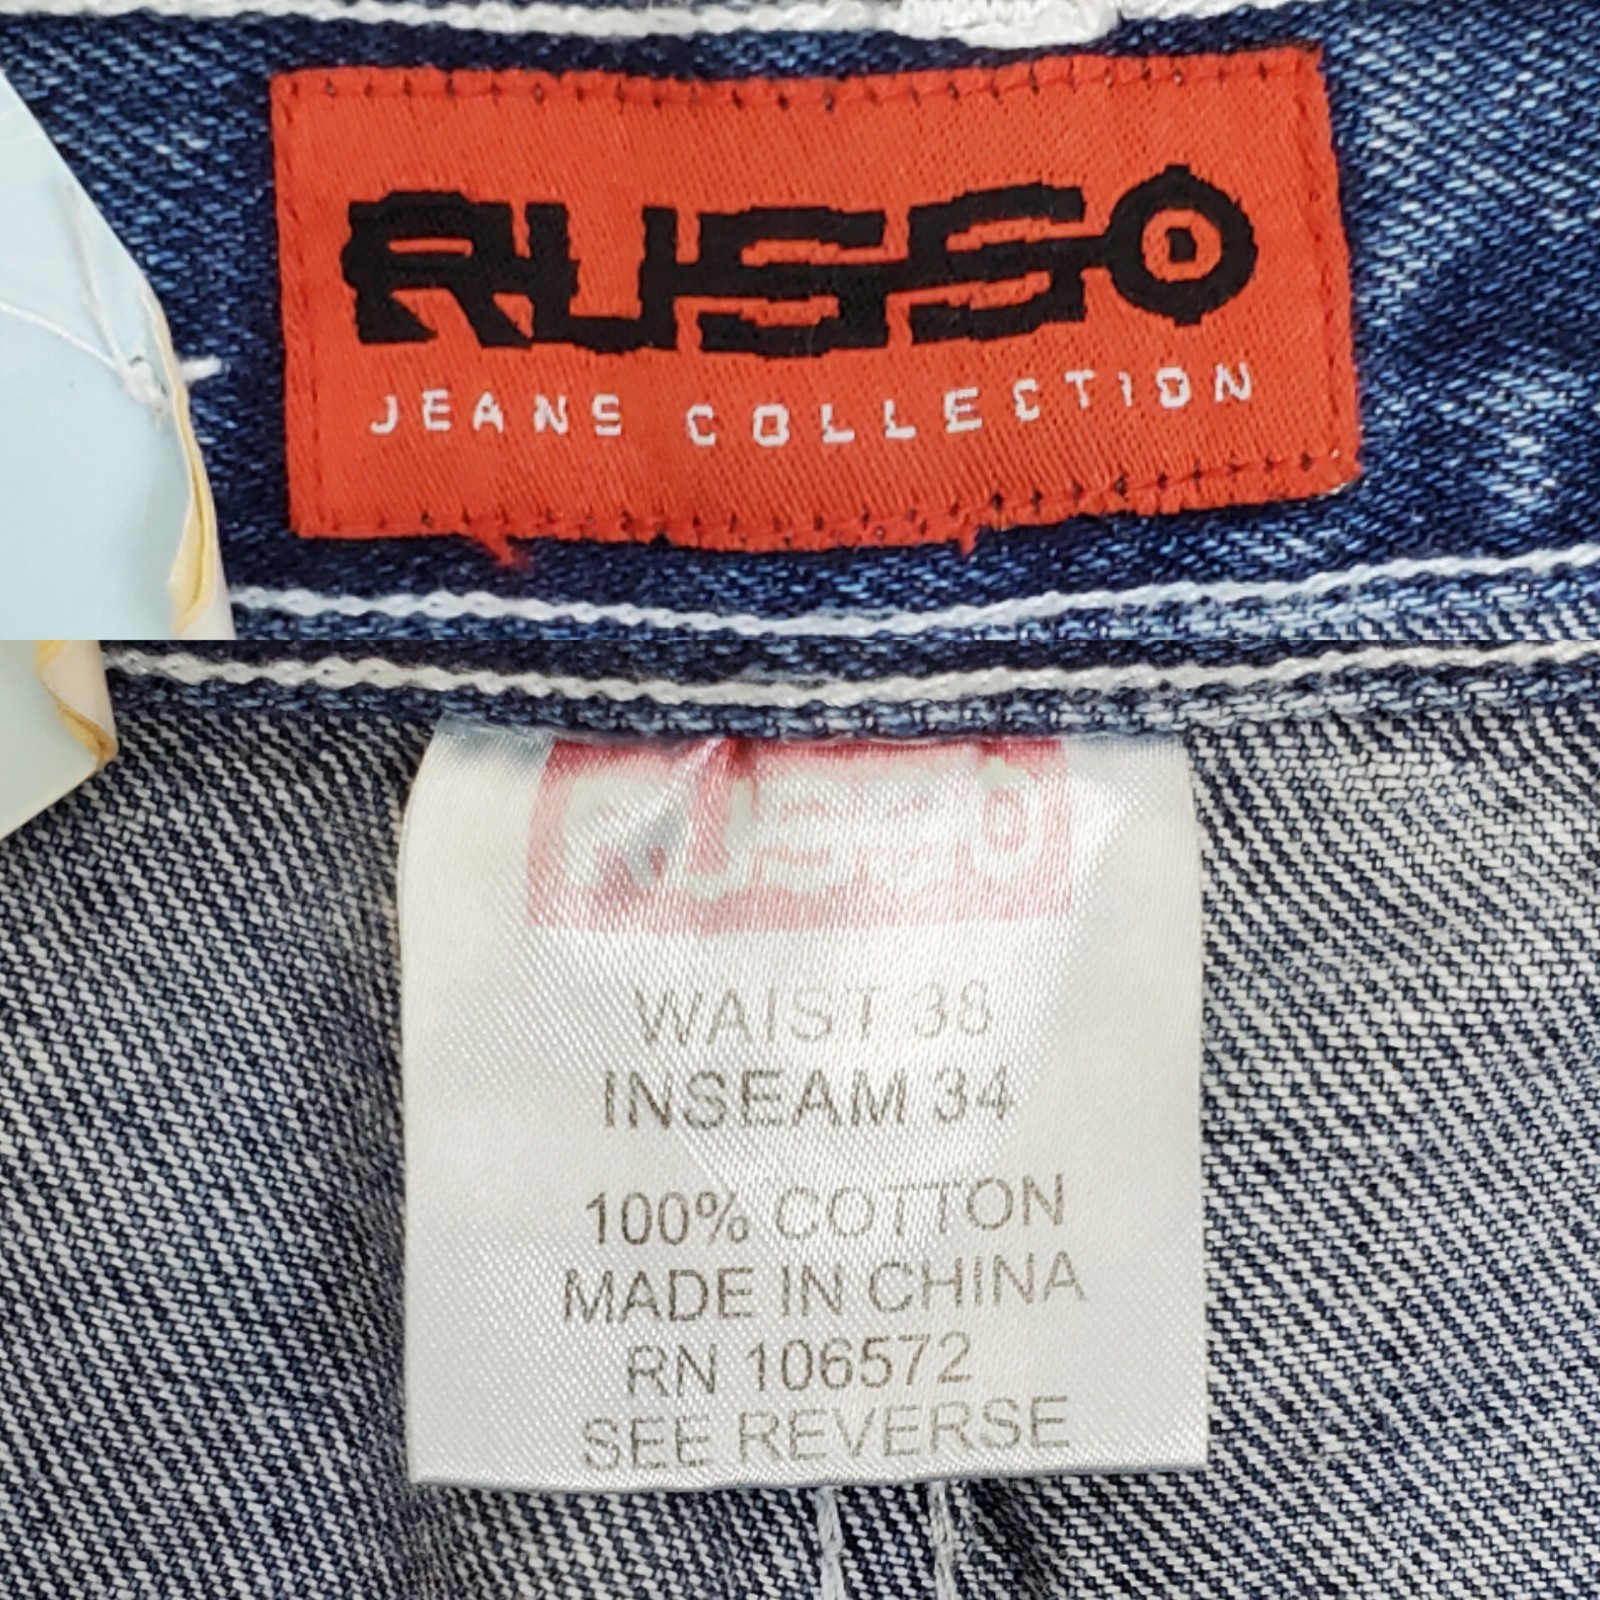 RUSSO
JEANS COLLECTION
RUSSO
WAIST 38
INSEAM 34
100% COTTON
MADE IN CHINA
RN 106572
SEE REVERSE